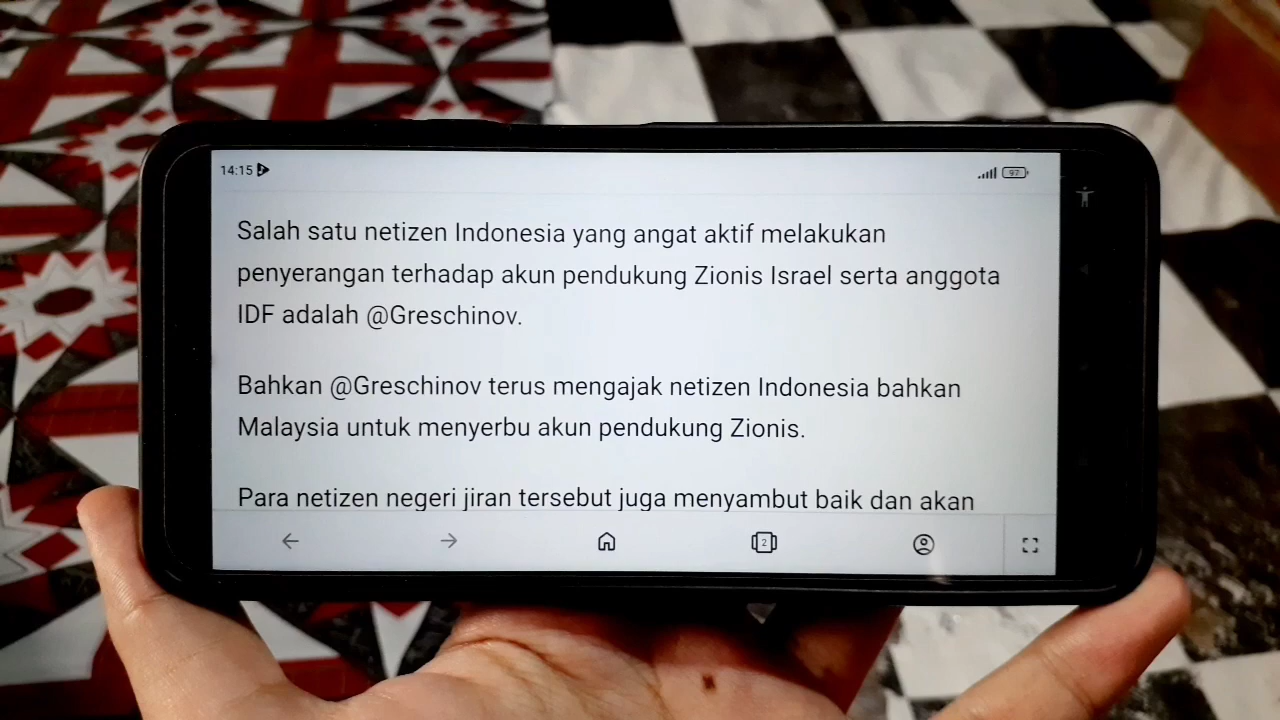 14:15
97
Salah satu netizen Indonesia yang angat aktif melakukan
penyerangan terhadap akun pendukung Zionis Israel serta anggota
IDF adalah @Greschinov.
Bahkan @Greschinov terus mengajak netizen Indonesia bahkan
Malaysia untuk menyerbu akun pendukung Zionis.
Para netizen negeri jiran tersebut juga menyambut baik dan akan
2